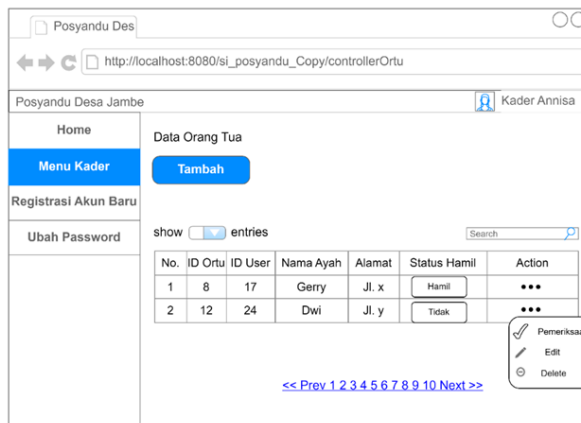 Posyandu Des
http://localhost:8080/si_posyandu_Copy/controllerOrtu
Posyandu Desa Jambe
Kader Annisa
Home
Menu Kader
Registrasi Akun Baru
Ubah Password
Data Orang Tua
Tambah
show entries
Search
No. ID Ortu ID User Nama Ayah Alamat Status Hamil Action
1 8 17 Gerry Jl. x Hamil •••
2 12 24 Dwi Jl. y Tidak •••
Pemeriksaa
Edit
Delete
<< Prev 1 2 3 4 5 6 7 8 9 10 Next >>